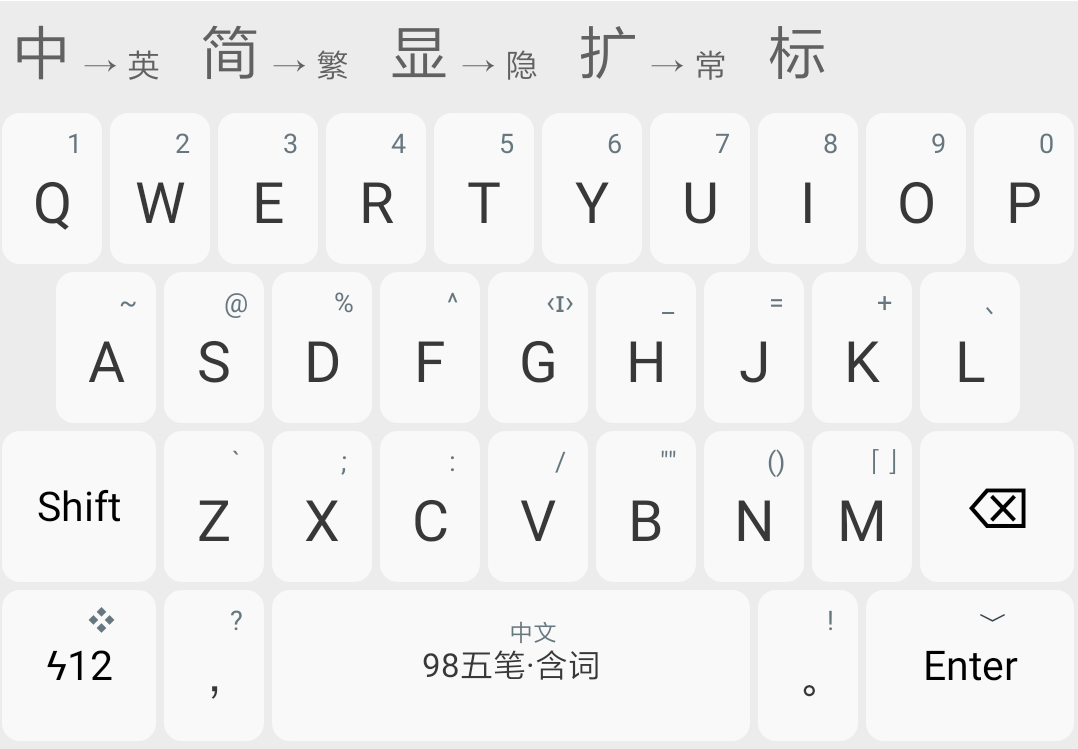 中 → 英 简 → 繁 显 → 隐 扩 → 常 标
1 2 3 4 5 6 7 8 9 0
Q W E R T Y U I O P
~ @ % ^ ‹I› _ = + 、
A S D F G H J K L
` ; : / "" () ⌈ ⌋
Shift Z X C V B N M ⌫
❖ ? 中文 ! ﹀
ϟ12 , 98五笔·含词 。 Enter